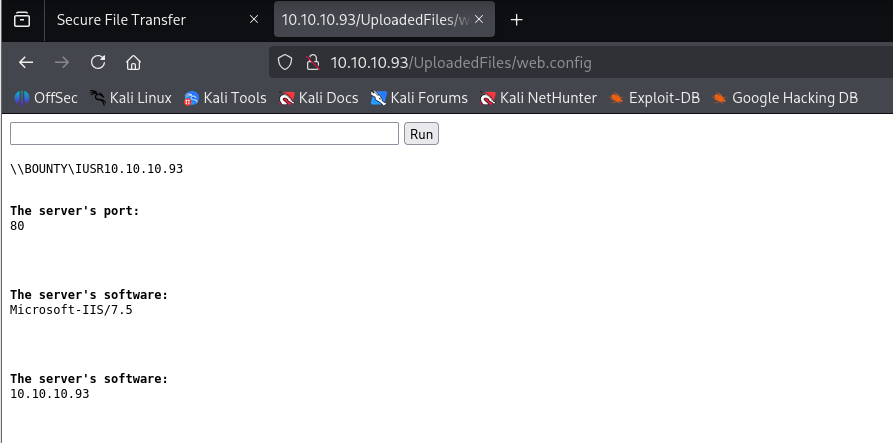 Secure File Transfer
10.10.10.93/UploadedFiles/w
10.10.10.93/UploadedFiles/web.config
OffSec Kali Linux Kali Tools Kali Docs Kali Forums Kali NetHunter Exploit-DB Google Hacking DB
Run
\\BOUNTY\IUSR10.10.10.93
The server's port:
80
The server's software:
Microsoft-IIS/7.5
The server's software:
10.10.10.93